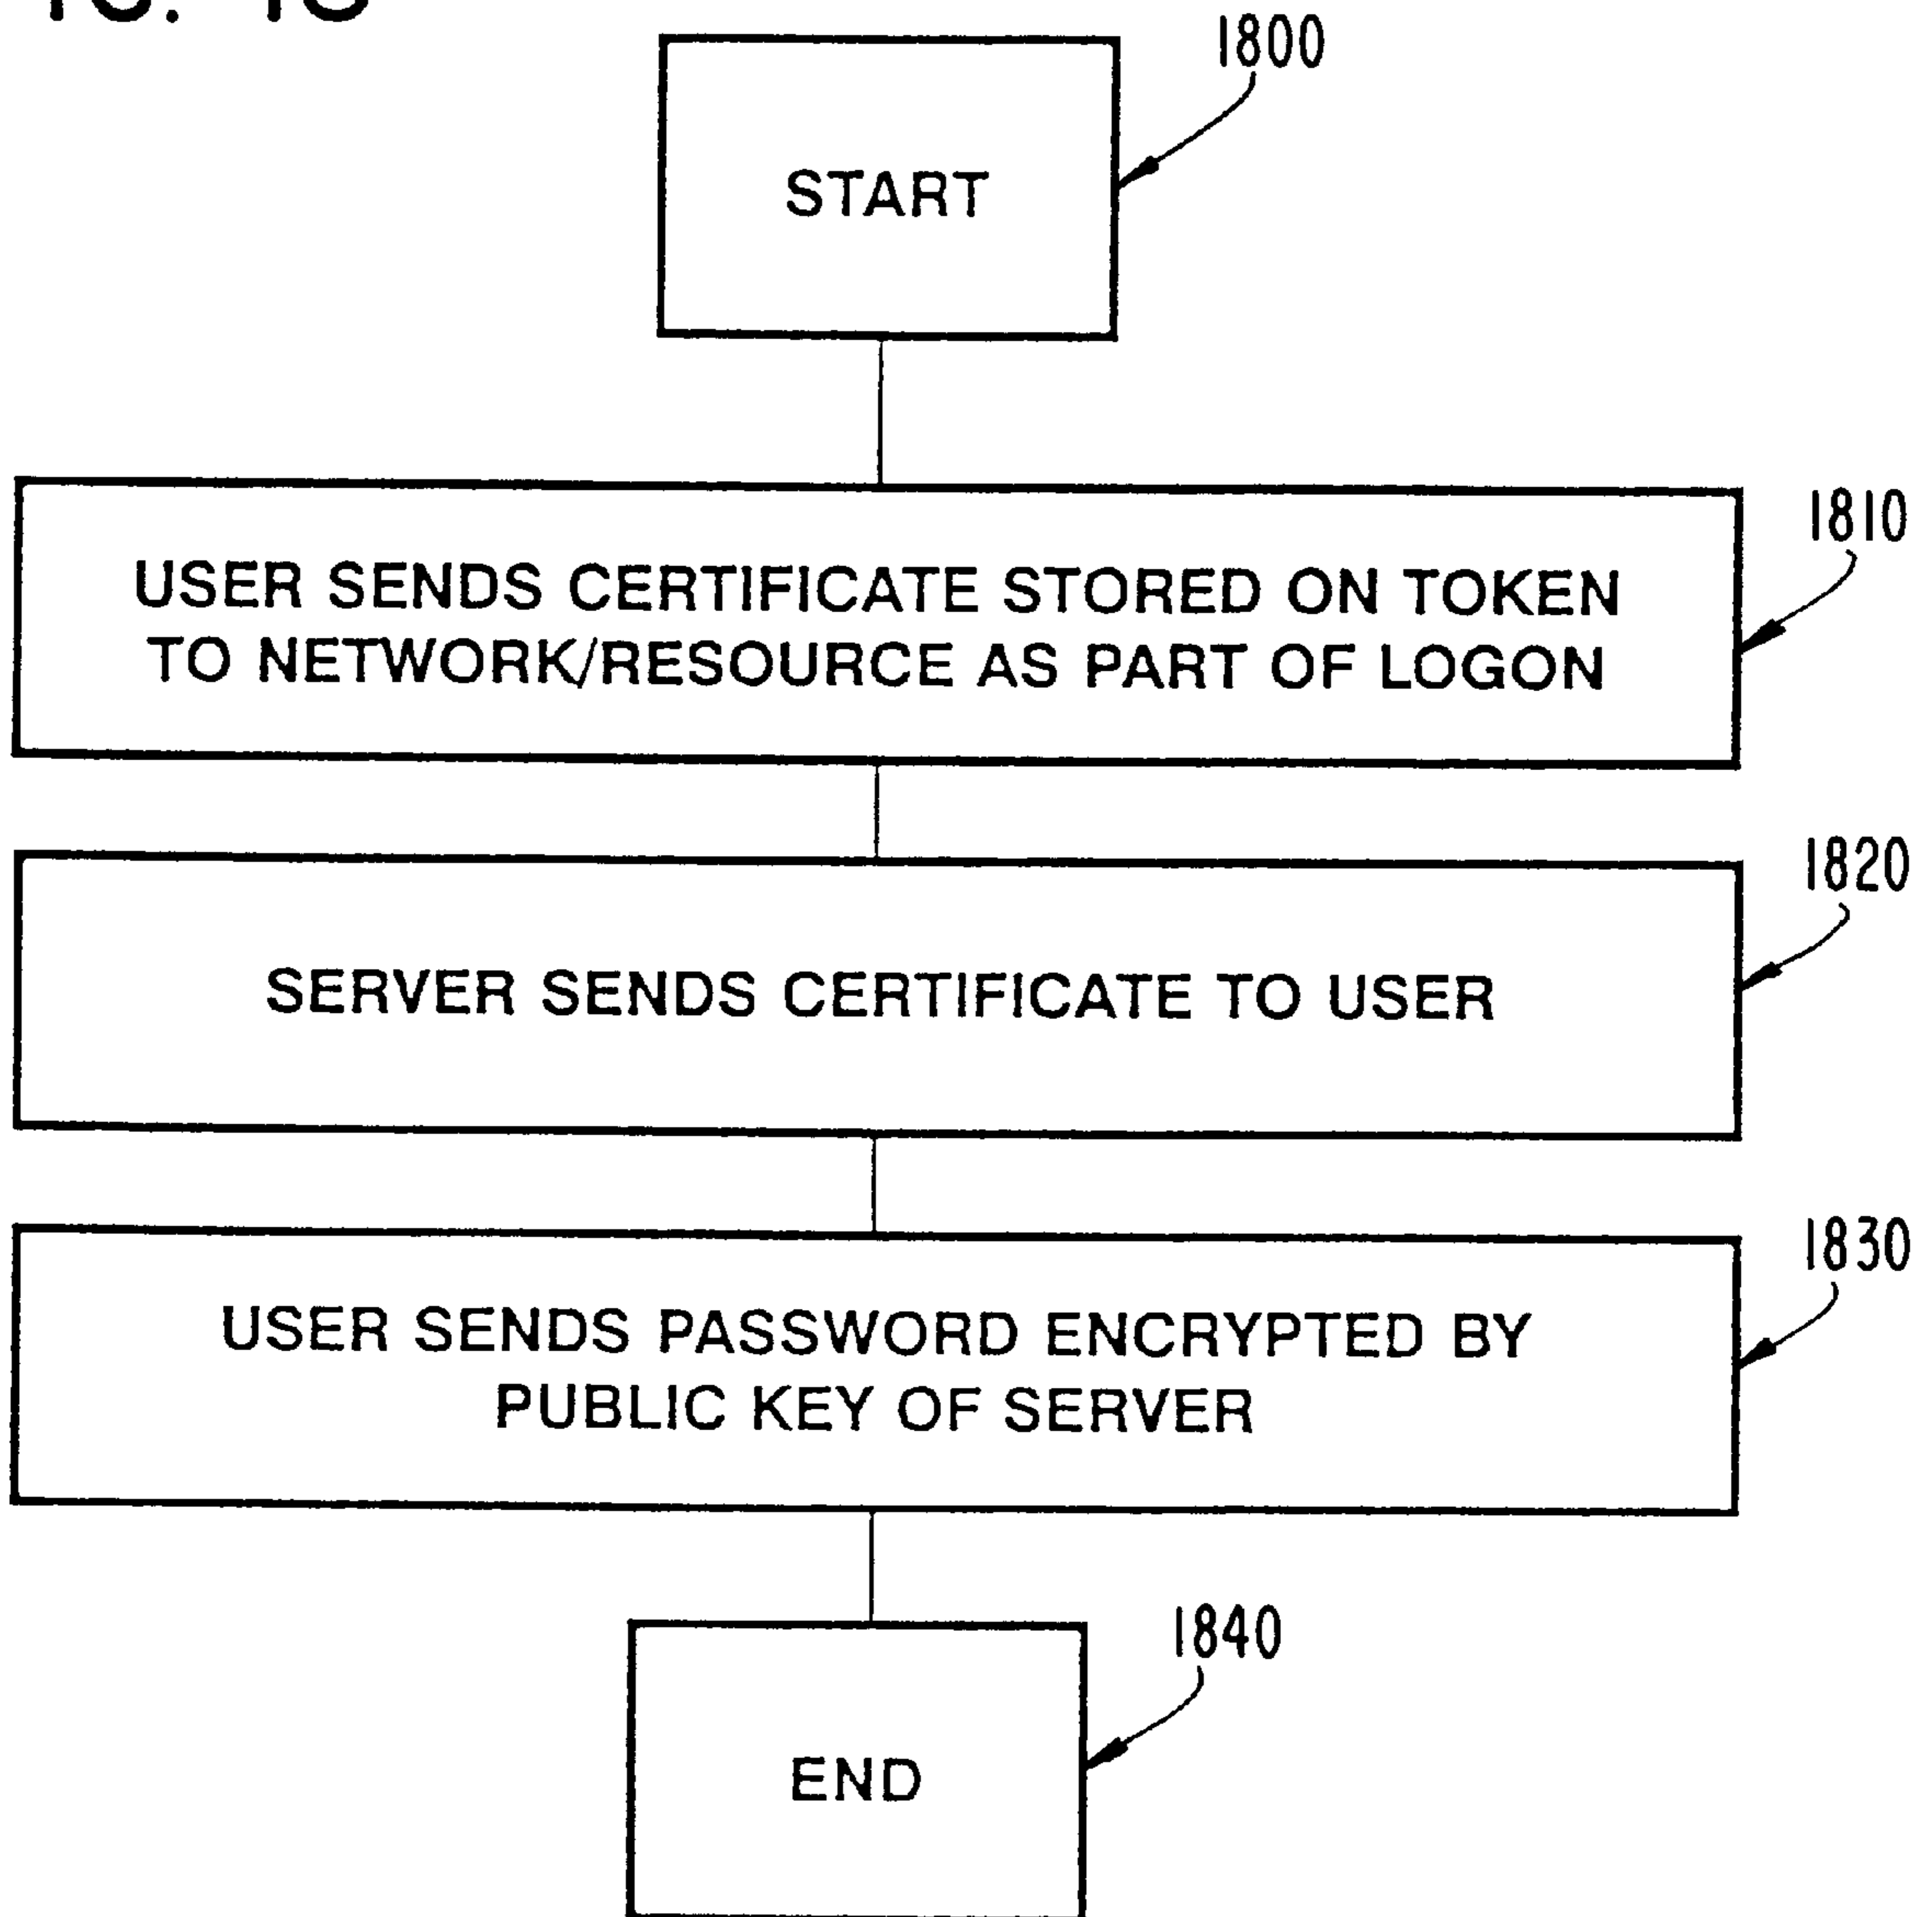 1800
START
1810
USER SENDS CERTIFICATE STORED ON TOKEN
TO NETWORK/RESOURCE AS PART OF LOGON
1820
SERVER SENDS CERTIFICATE TO USER
1830
USER SENDS PASSWORD ENCRYPTED BY
PUBLIC KEY OF SERVER
1840
END